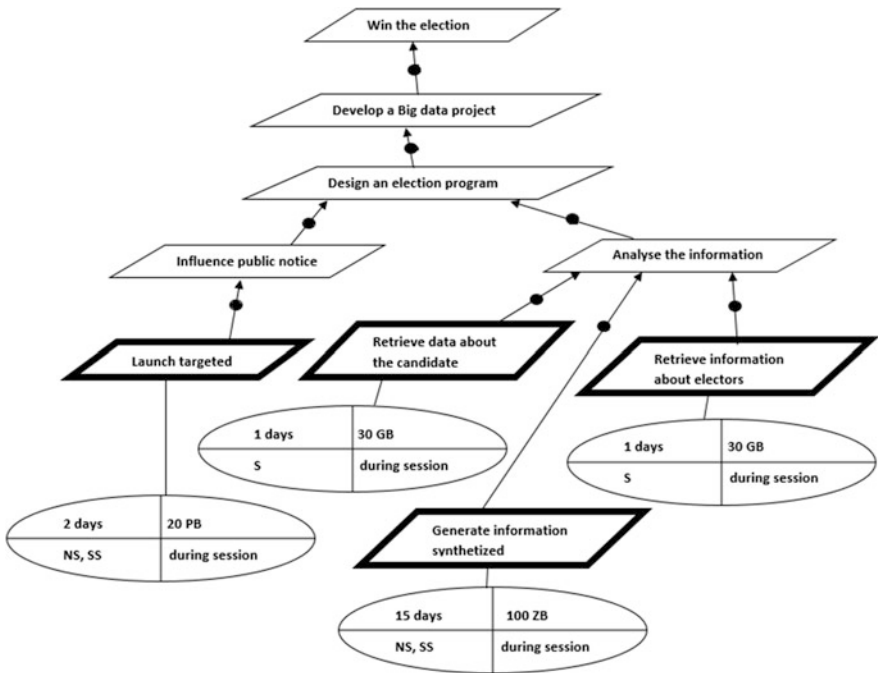 Win the election
Develop a Big data project
Design an election program
Influence public notice
Analyse the information
Launch targeted
Retrieve data about
the candidate
Retrieve information
about electors
1 days
30 GB
S
during session
1 days
30 GB
S
during session
2 days
20 PB
NS, SS
during session
Generate information
synthetized
15 days
100 ZB
NS, SS
during session